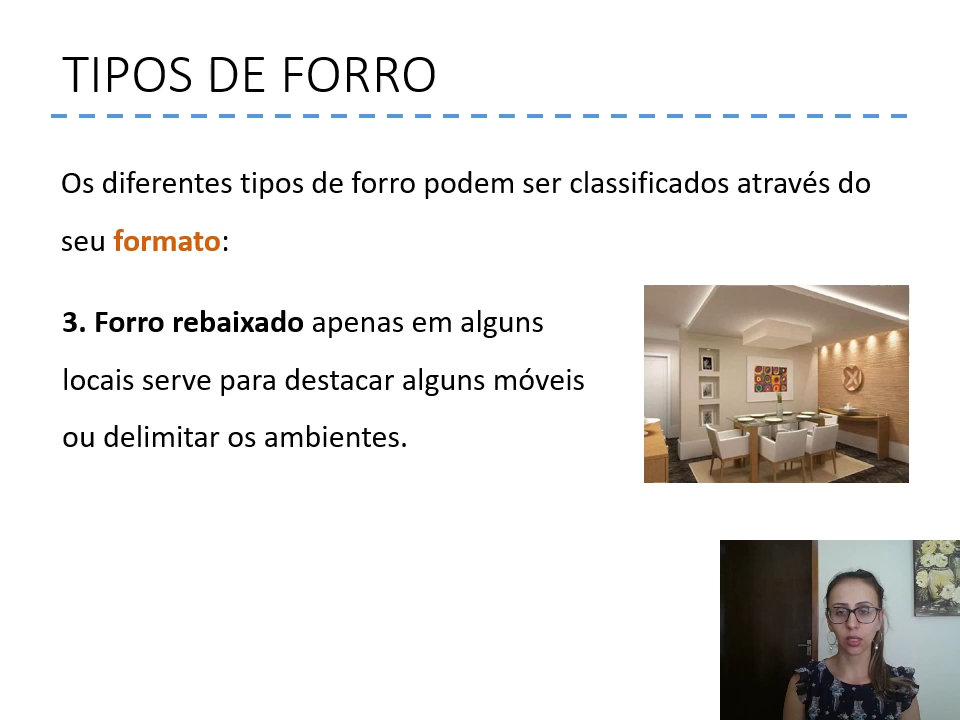 TIPOS DE FORRO
Os diferentes tipos de forro podem ser classificados através do
seu formato:
3. Forro rebaixado apenas em alguns
locais serve para destacar alguns móveis
ou delimitar os ambientes.